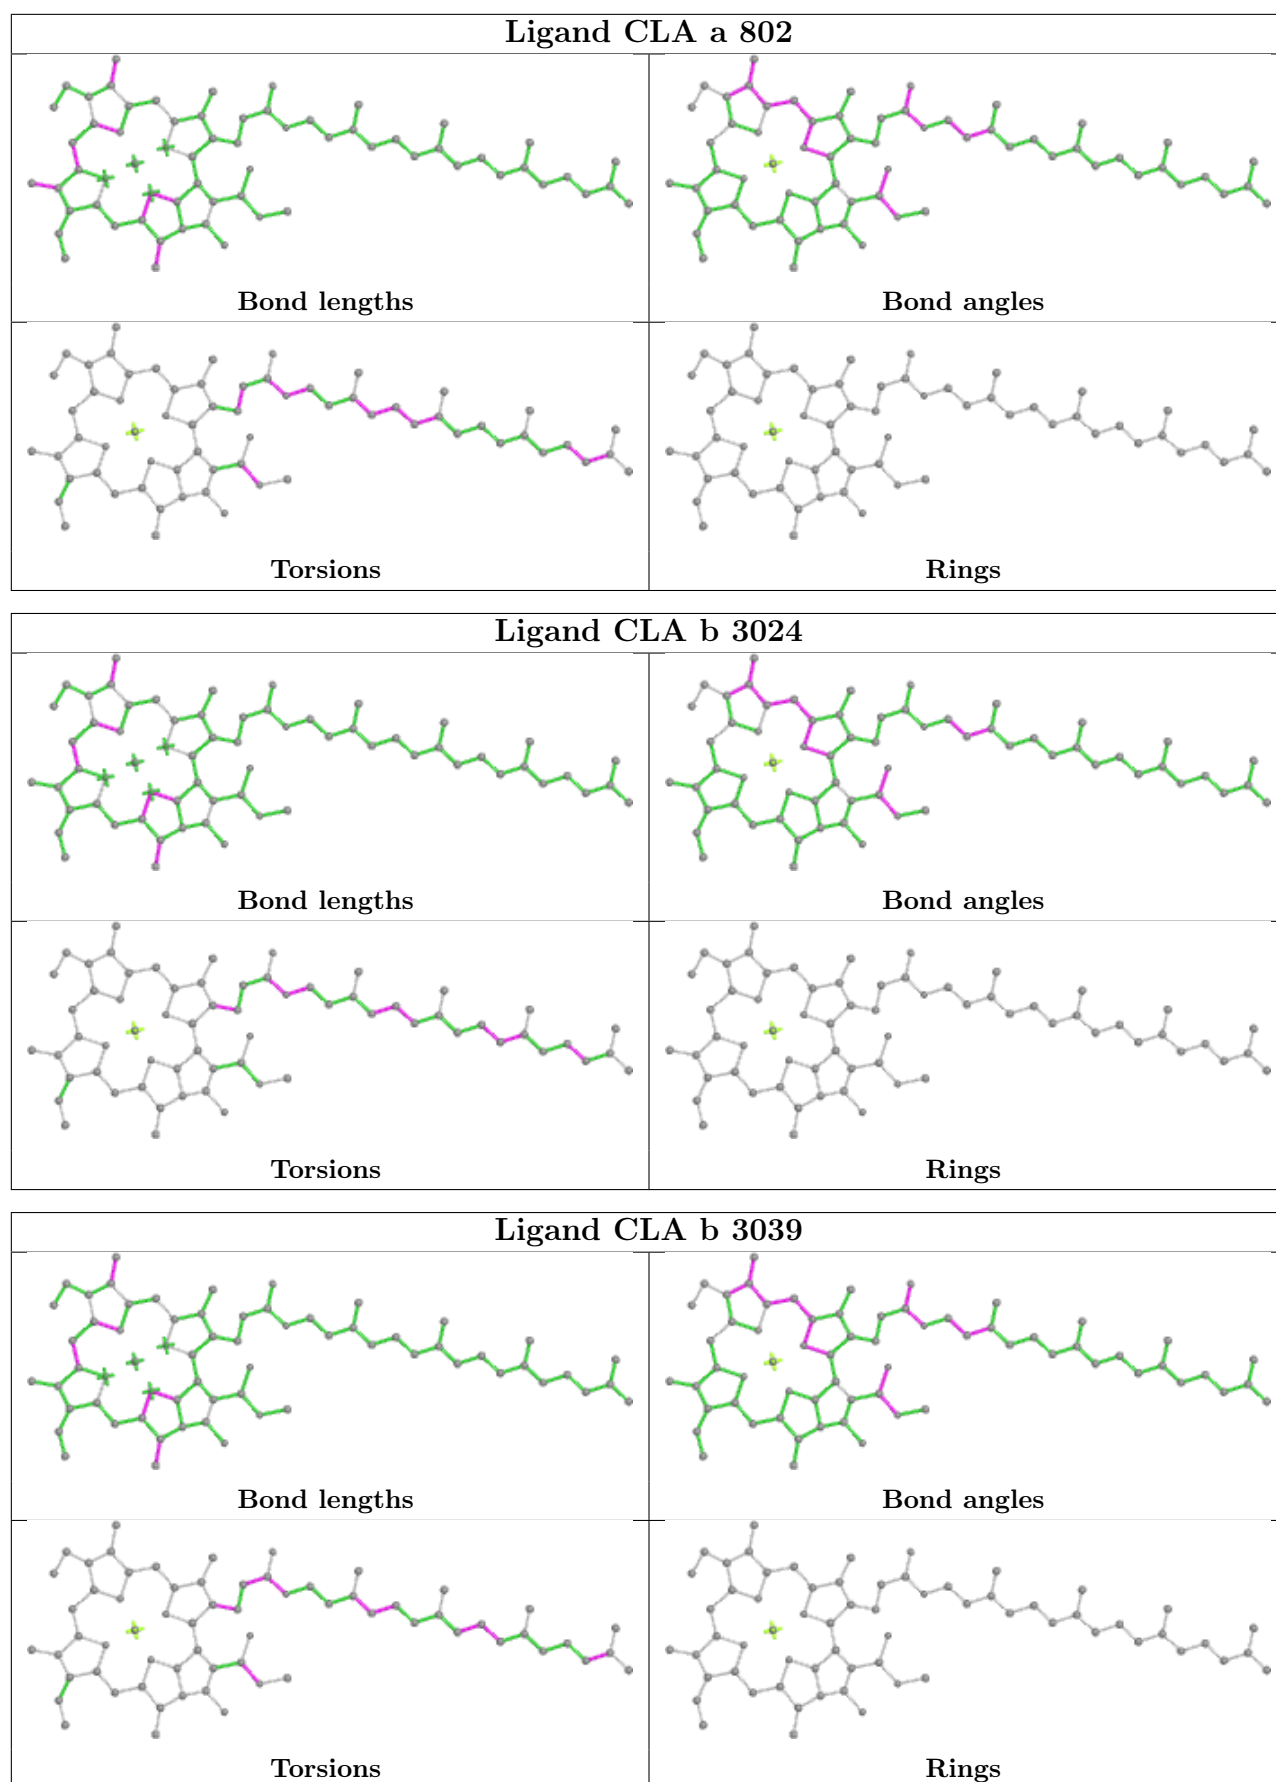 Ligand CLA a 802
Bond lengths
Bond angles
Torsions
Rings
Ligand CLA b 3024
Bond lengths
Bond angles
Torsions
Rings
Ligand CLA b 3039
Bond lengths
Bond angles
Torsions
Rings